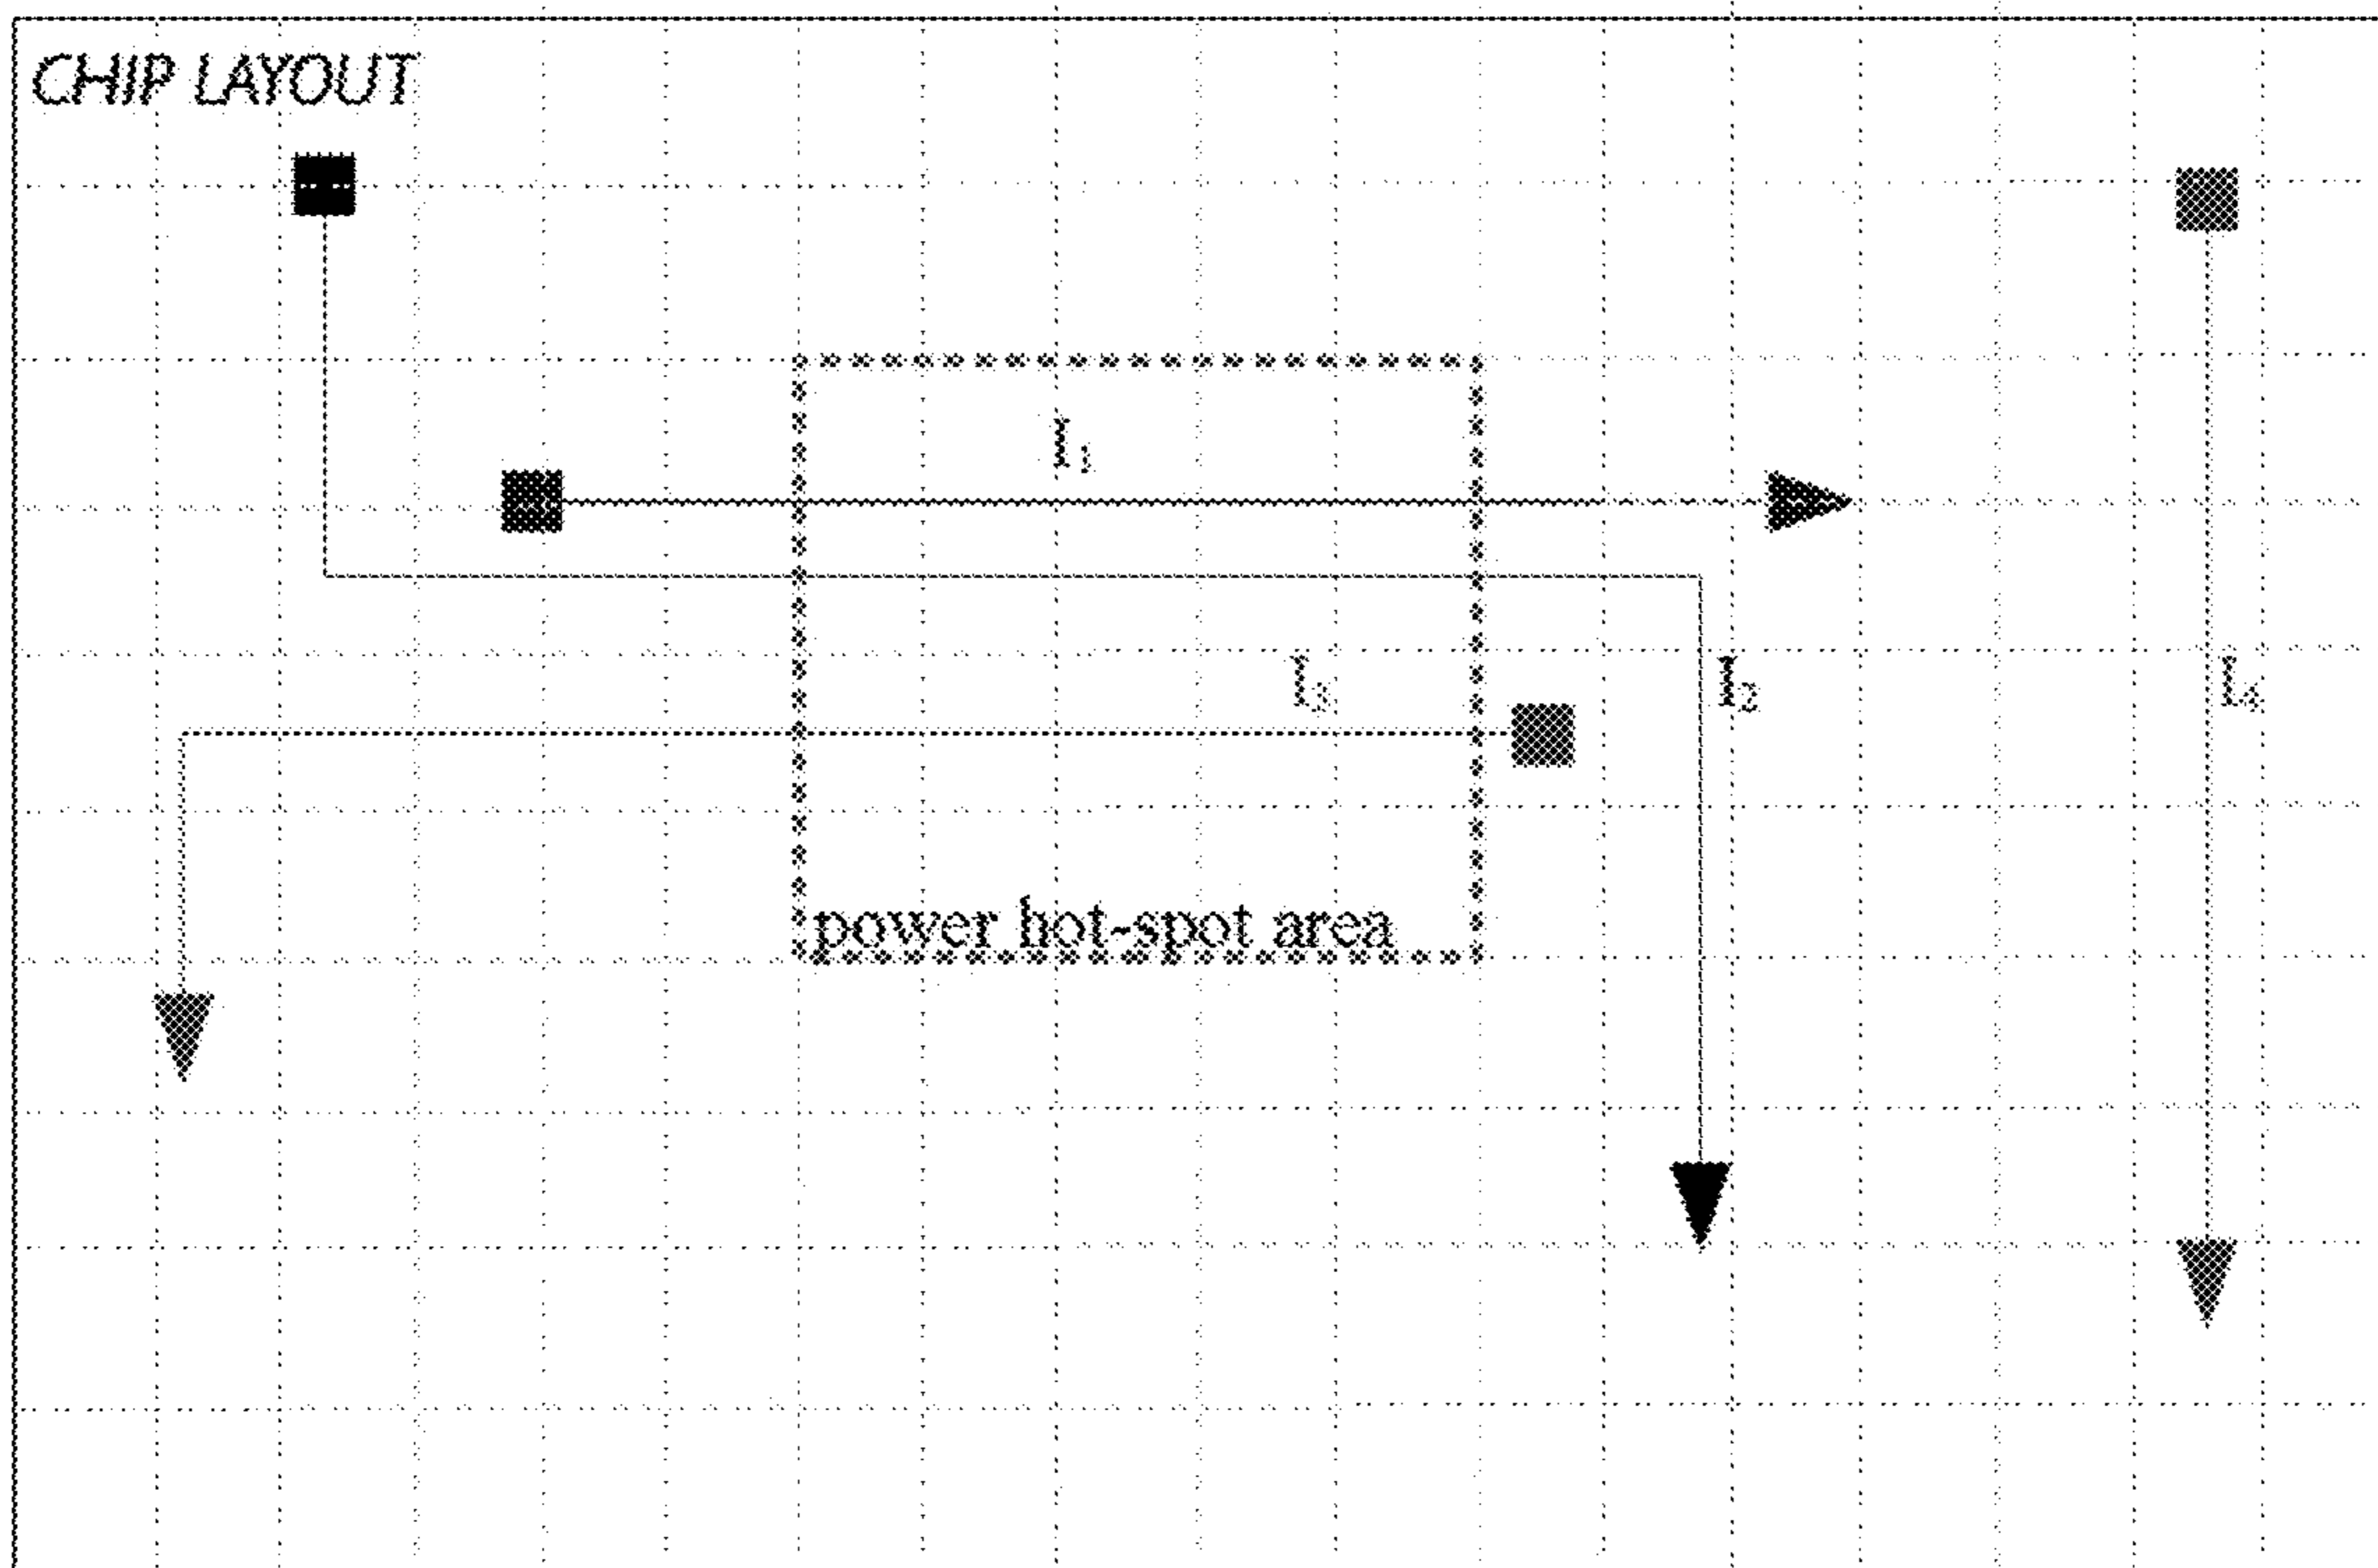 CHIP LAYOUT
I₁
I₃
I₂
I₄
power hot-spot area